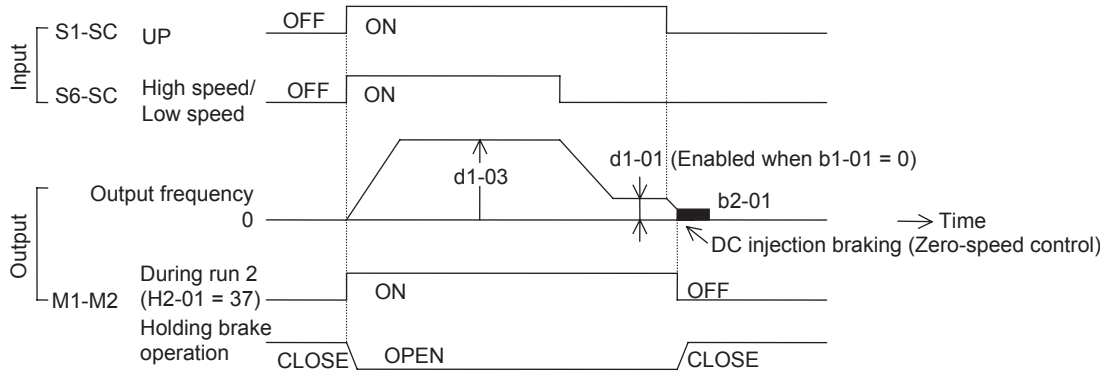 Input
S1-SC UP OFF ON
S6-SC High speed/
Low speed
OFF ON
d1-03
d1-01 (Enabled when b1-01 = 0)
Output
Output frequency
0
b2-01
Time
DC injection braking (Zero-speed control)
M1-M2
During run 2
(H2-01 = 37)
ON OFF
Holding brake
operation
CLOSE OPEN CLOSE